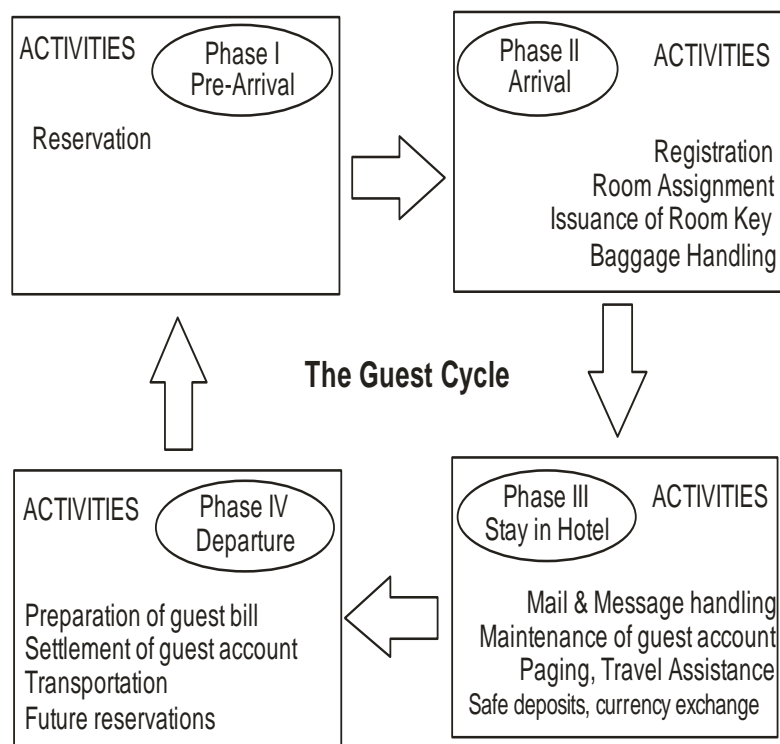 ACTIVITIES
Phase I
Pre-Arrival
Reservation
Phase II
Arrival
ACTIVITIES
Registration
Room Assignment
Issuance of Room Key
Baggage Handling
The Guest Cycle
ACTIVITIES
Phase IV
Departure
Preparation of guest bill
Settlement of guest account
Transportation
Future reservations
Phase III
Stay in Hotel
ACTIVITIES
Mail & Message handling
Maintenance of guest account
Paging, Travel Assistance
Safe deposits, currency exchange